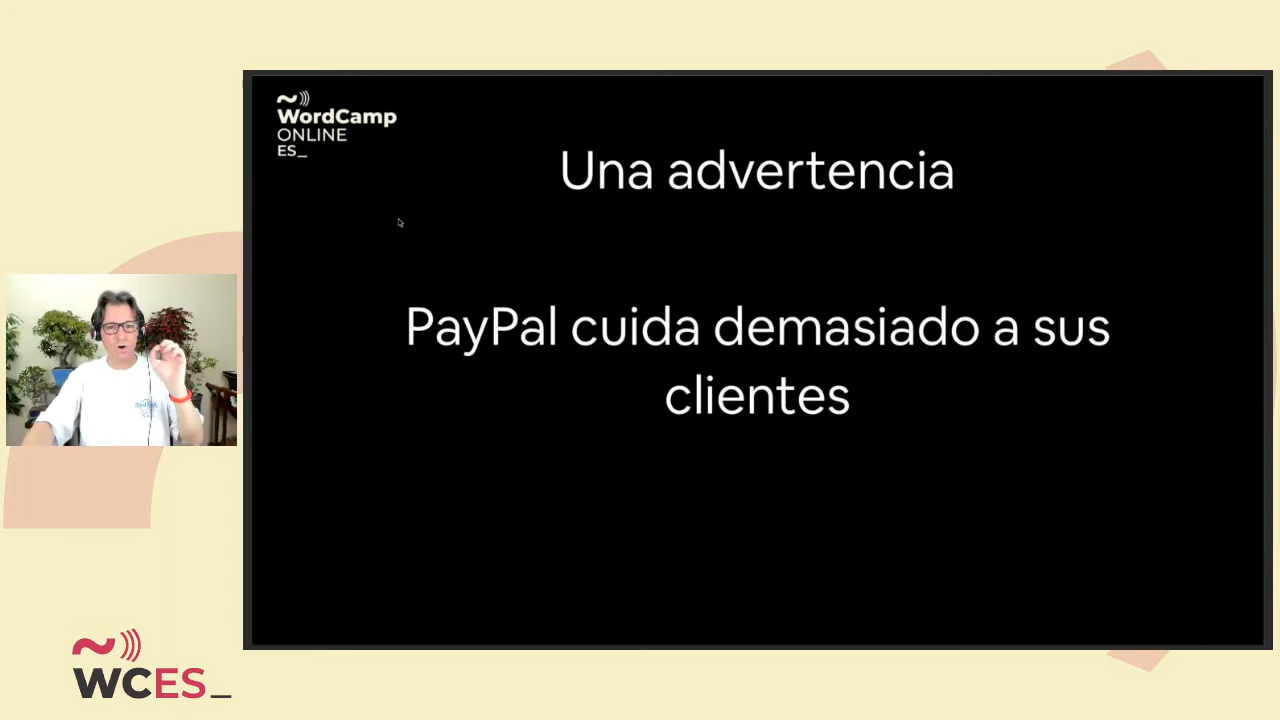 WordCamp
ONLINE
ES_
Una advertencia
PayPal cuida demasiado a sus
clientes
WCES_